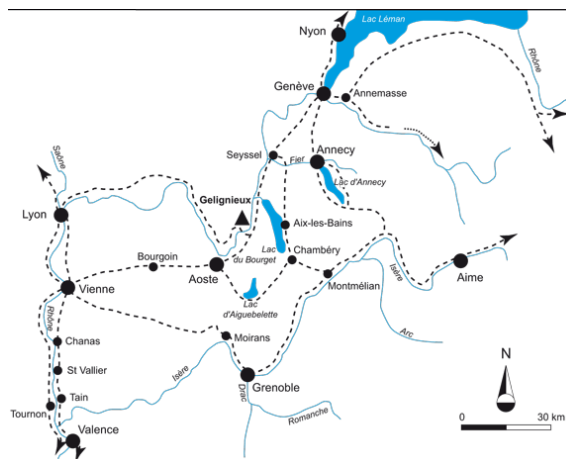 Lac Léman
Nyon
Rhône
Genève
Annemasse
Saône
Seyssel
Fier
Annecy
Lac d'Annecy
Gelignieux
Lyon
Aix-les-Bains
Bourgoin
Lac
du Bourget
Chambéry
Aoste
Isère
Aime
Vienne
Montmélian
Lac
d'Aiguebelette
Rhône
Arc
Chanas
Moirans
N
St Vallier
Isère
Grenoble
Tain
Drac
Tournon
Romanche
0
30 km
Valence